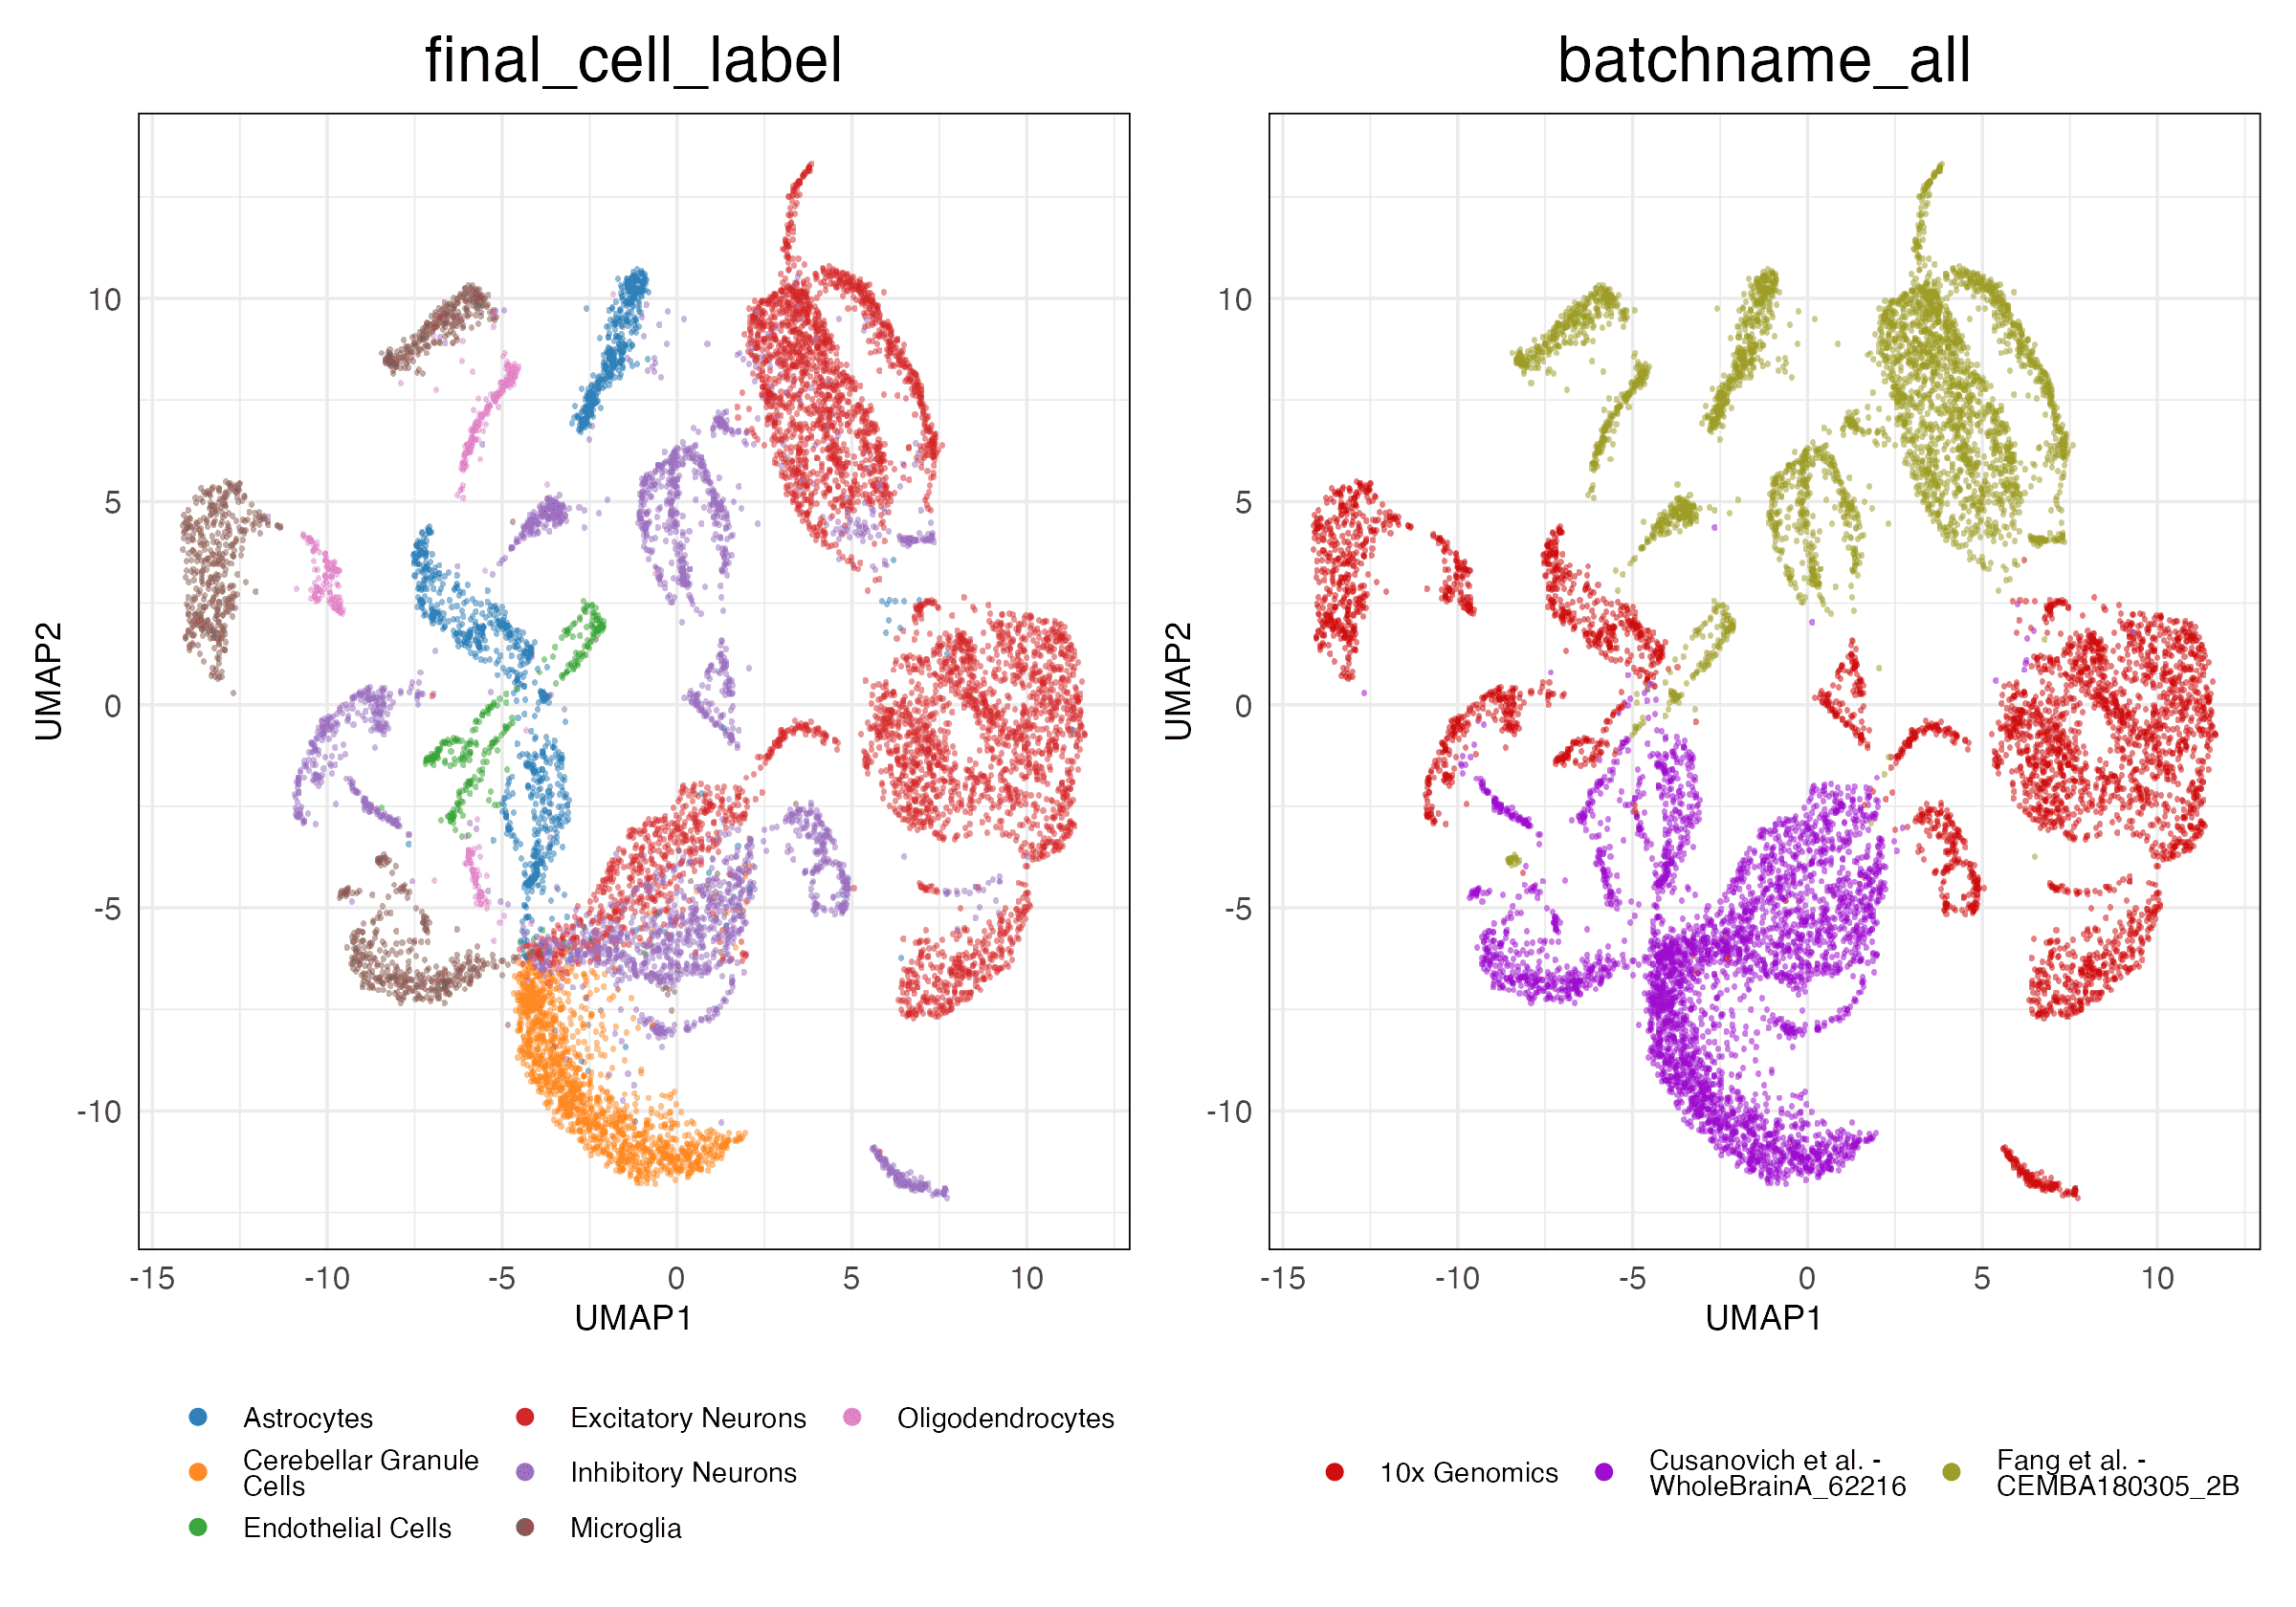 final_cell_label
batchname_all
10
5
0
-5
-10
UMAP2
-15 -10 -5 0 5 10
UMAP1
10
5
0
-5
-10
UMAP2
-15 -10 -5 0 5 10
UMAP1
Astrocytes
Cerebellar Granule
Cells
Endothelial Cells
Excitatory Neurons
Inhibitory Neurons
Microglia
Oligodendrocytes
10x Genomics
Cusanovich et al. -
WholeBrainA_62216
Fang et al. -
CEMBA180305_2B